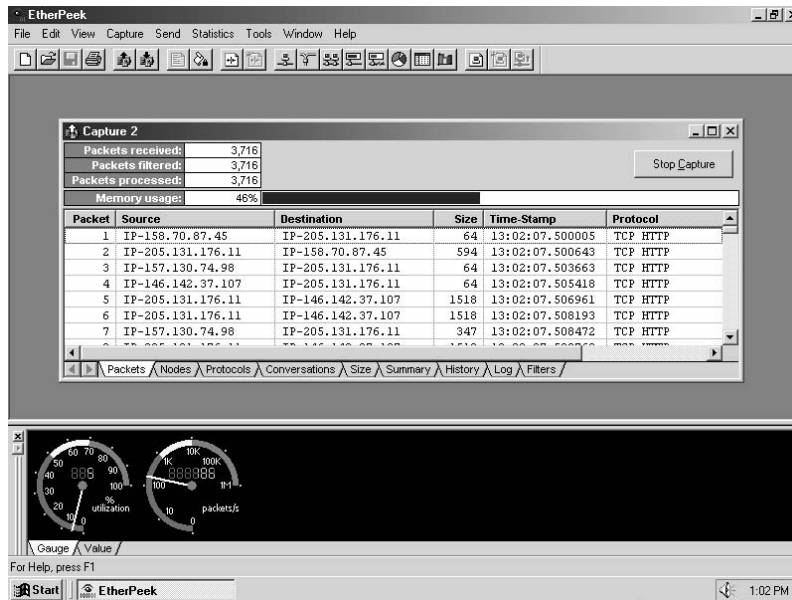 EtherPeek
File Edit View Capture Send Statistics Tools Window Help
Capture 2
Packets received: 3,716
Packets filtered: 3,716
Packets processed: 3,716
Memory usage: 46%
Stop Capture
Packet Source Destination Size Time-Stamp Protocol
1 IP-158.70.87.45 IP-205.131.176.11 64 13:02:07.500005 TCP HTTP
2 IP-205.131.176.11 IP-158.70.87.45 594 13:02:07.500643 TCP HTTP
3 IP-157.130.74.98 IP-205.131.176.11 64 13:02:07.503663 TCP HTTP
4 IP-146.142.37.107 IP-205.131.176.11 64 13:02:07.505418 TCP HTTP
5 IP-205.131.176.11 IP-146.142.37.107 1518 13:02:07.506961 TCP HTTP
6 IP-205.131.176.11 IP-146.142.37.107 1518 13:02:07.508193 TCP HTTP
7 IP-157.130.74.98 IP-205.131.176.11 347 13:02:07.508472 TCP HTTP
Packets Nodes Protocols Conversations Size Summary History Log Filters
0 10 20 30 40 50 60 70 80 90 100
% utilization
0 10 100 1K 10K 100K 1M
packets/s
Gauge Value
For Help, press F1
Start EtherPeek 1:02 PM